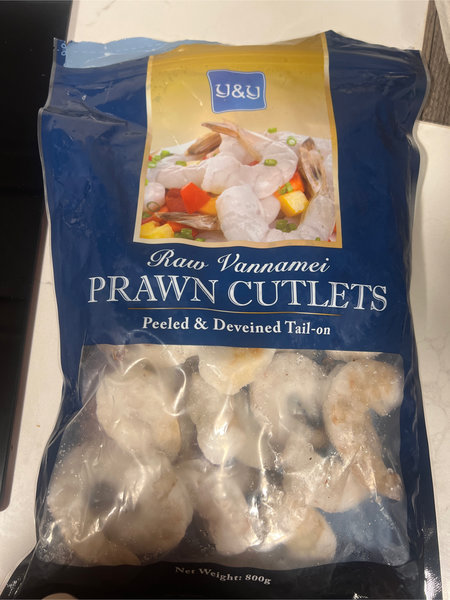 y&y
Raw Vannamei
PRAWN CUTLETS
Peeled & Deveined Tail-on
Net Weight: 800g